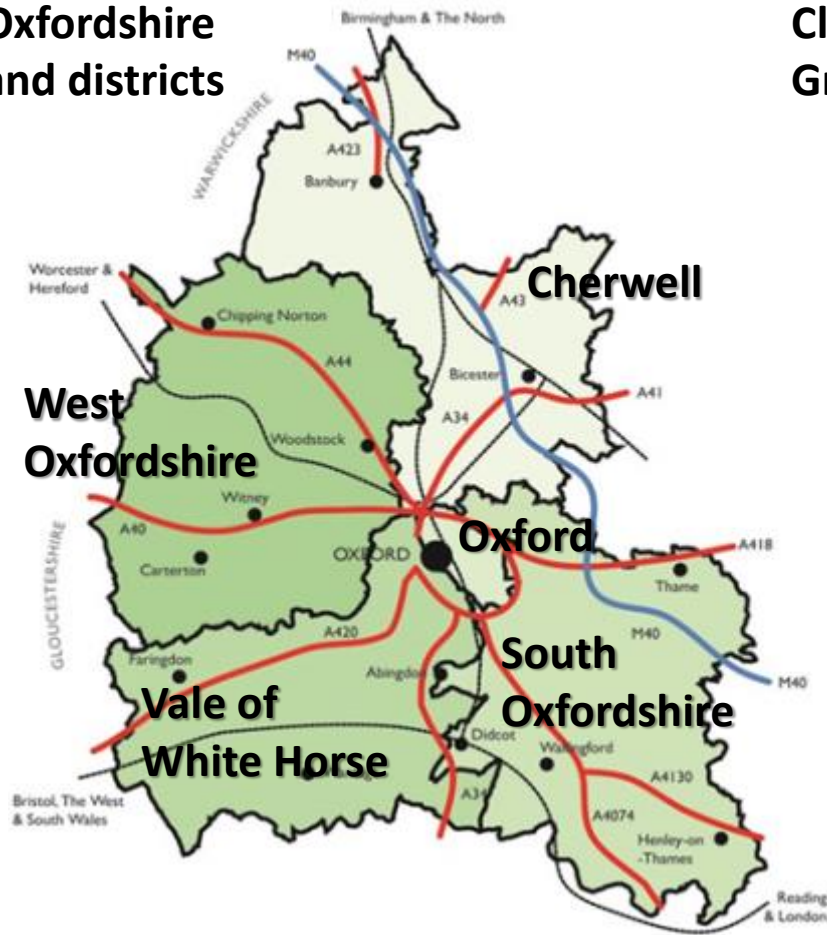 Oxfordshire
and districts
Cl
Gr
Birmingham & The North
M40
WARWICKSHIRE
A423
Banbury
Worcester &
Hereford
Cherwell
A43
Chipping Norton
A44
Bicester
A41
West
Oxfordshire
A34
Woodstock
Witney
A40
Carterton
GLOUCESTERSHIRE
OXFORD
Oxford
A418
Thame
A420
M40
Faringdon
Abingdon
South
Oxfordshire
M40
Vale of
White Horse
Didcot
Wallingford
A4130
Bristol, The West
& South Wales
A34
A4074
Henley-on
-Thames
Reading
& London